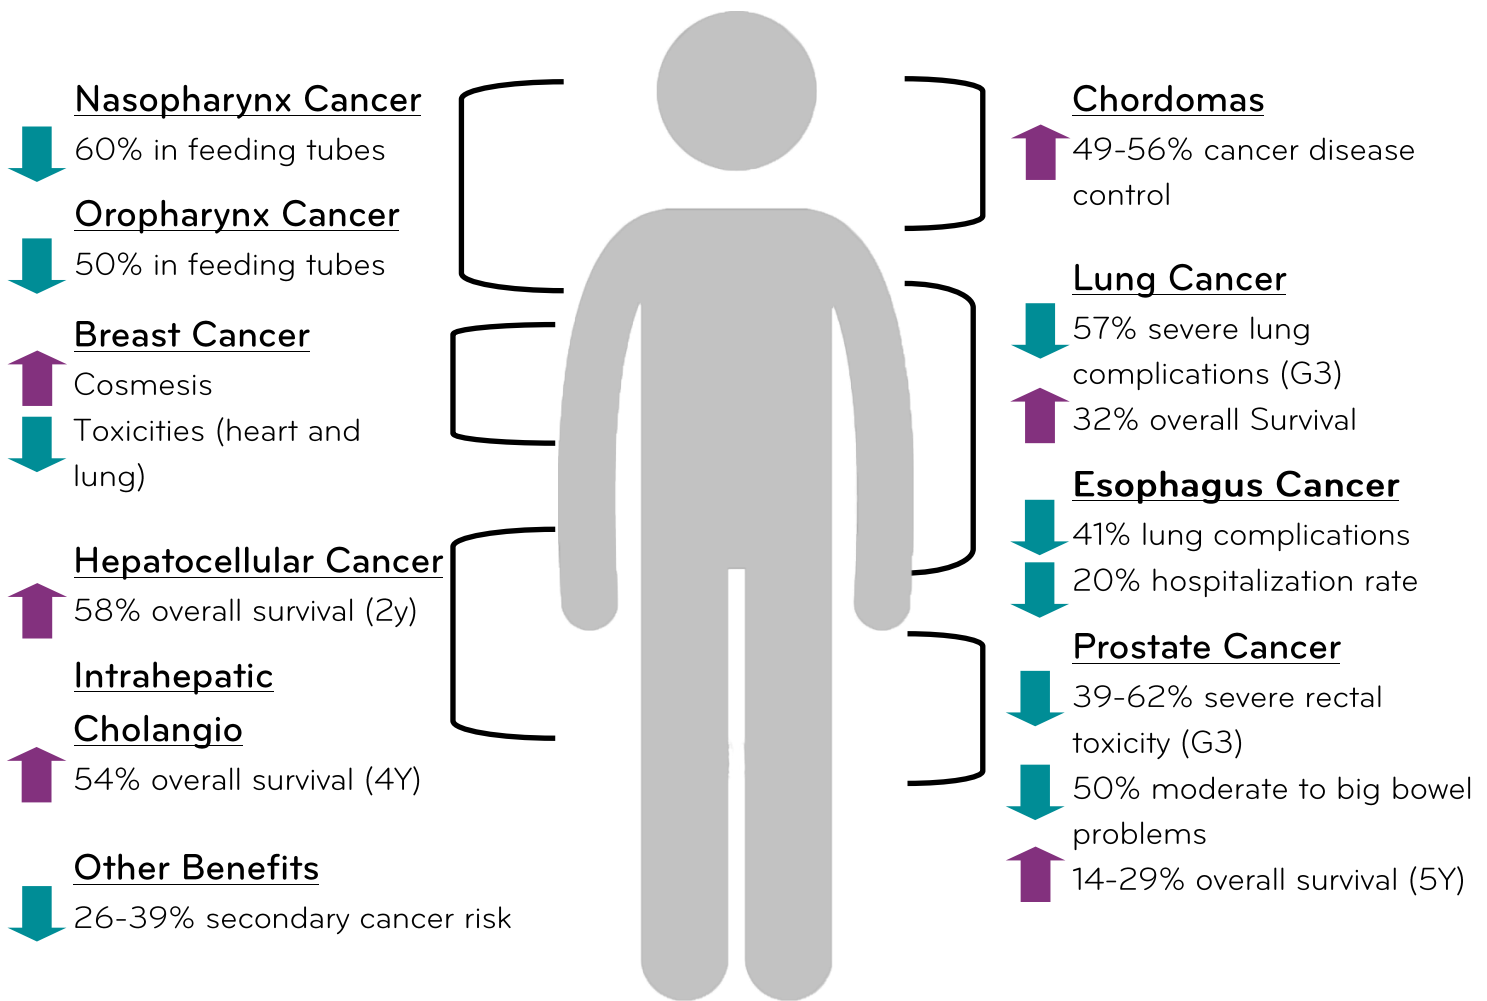 Nasopharynx Cancer
60% in feeding tubes
Oropharynx Cancer
50% in feeding tubes
Breast Cancer
Cosmesis
Toxicities (heart and
lung)
Hepatocellular Cancer
58% overall survival (2y)
Intrahepatic
Cholangio
54% overall survival (4Y)
Other Benefits
26-39% secondary cancer risk
Chordomas
49-56% cancer disease
control
Lung Cancer
57% severe lung
complications (G3)
32% overall Survival
Esophagus Cancer
41% lung complications
20% hospitalization rate
Prostate Cancer
39-62% severe rectal
toxicity (G3)
50% moderate to big bowel
problems
14-29% overall survival (5Y)